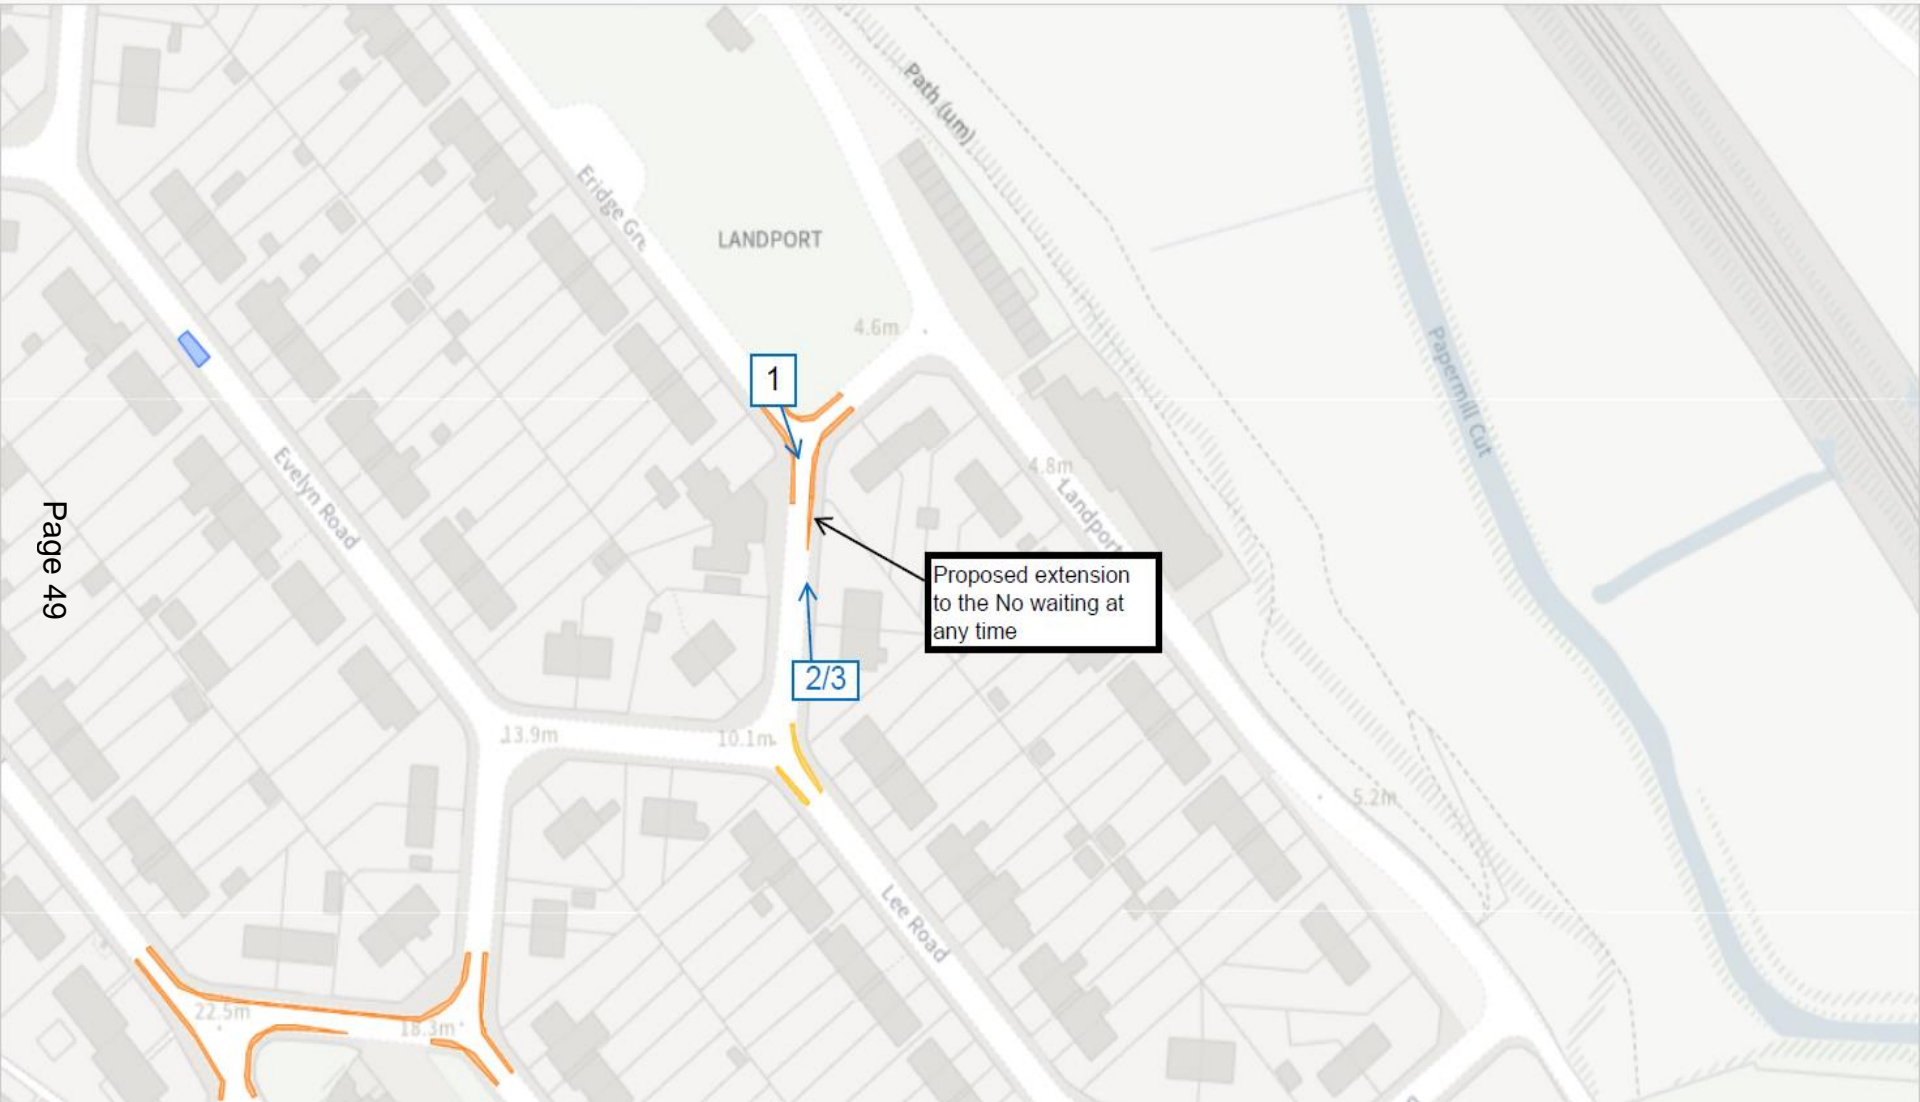 Path (um)
Eridge Gre
LANDPORT
4.6m
1
Papermill Cut
Evelyn Road
4.8m
Landport
Page 49
Proposed extension
to the No waiting at
any time
2/3
13.9m
10.1m
5.2m
Lee Road
22.5m
18.3m